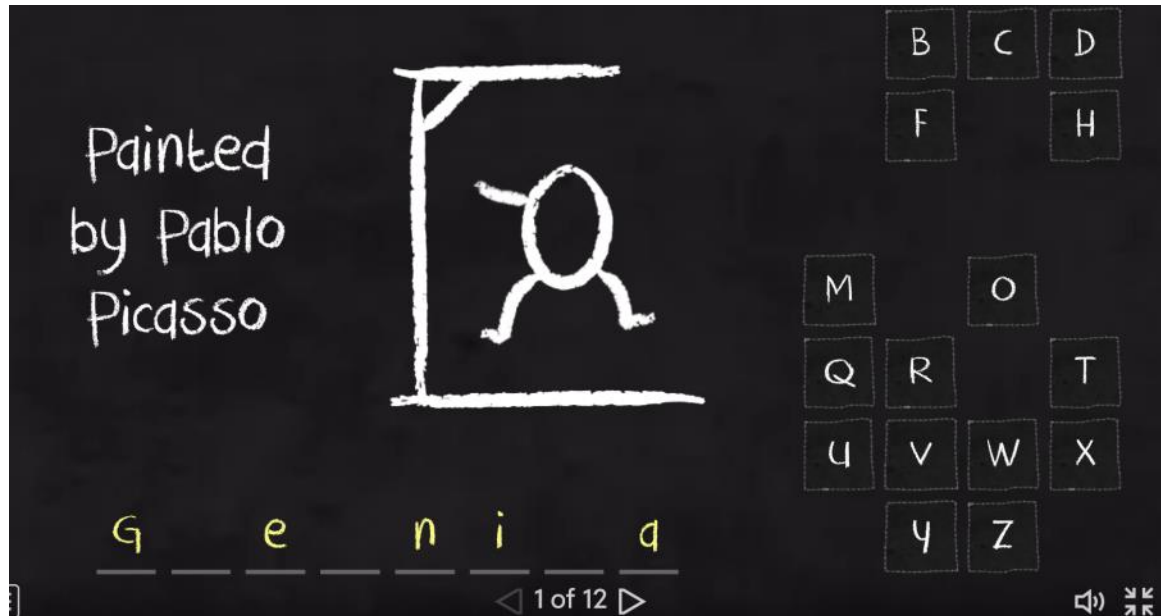 Painted
by Pablo
Picasso
B C D
F H
M O
Q R T
U V W X
Y Z
G e n i a
1 of 12